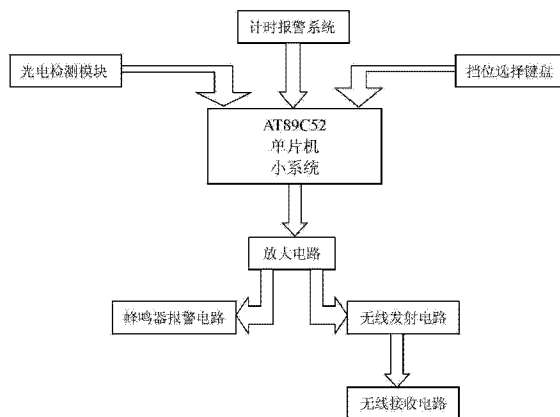 计时报警系统
光电检测模块
挡位选择键盘
AT89C52
单片机
小系统
放大电路
蜂鸣器报警电路
无线发射电路
无线接收电路